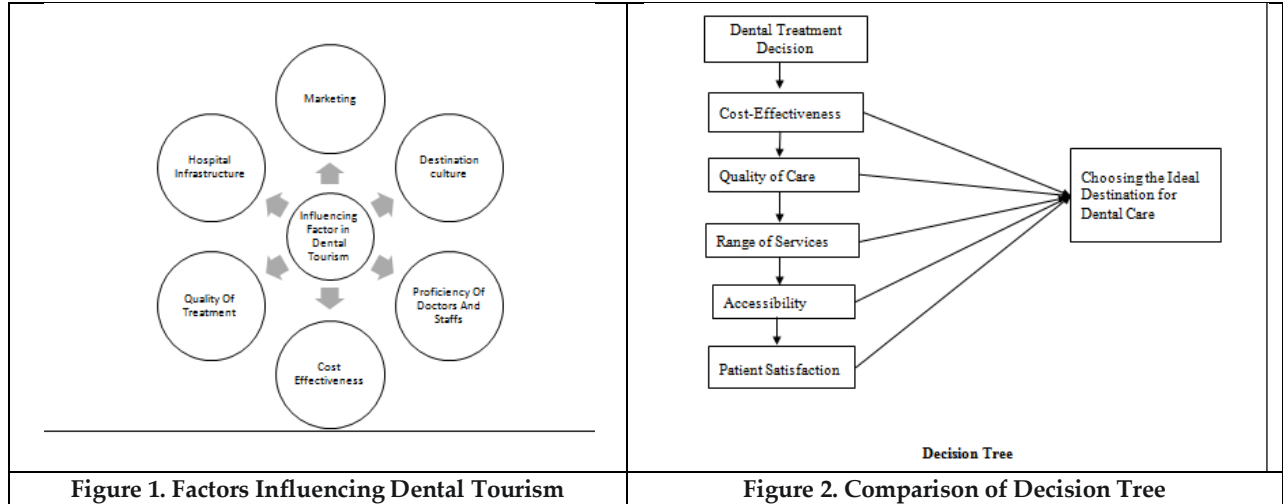 Marketing
Hospital
Infrastructure
Destination
culture
Influencing
Factor in
Dental
Tourism
Quality Of
Treatment
Proficiency Of
Doctors And
Staffs
Cost
Effectiveness
Figure 1. Factors Influencing Dental Tourism
Dental Treatment
Decision
Cost-Effectiveness
Quality of Care
Range of Services
Accessibility
Patient Satisfaction
Choosing the Ideal
Destination for
Dental Care
Decision Tree
Figure 2. Comparison of Decision Tree